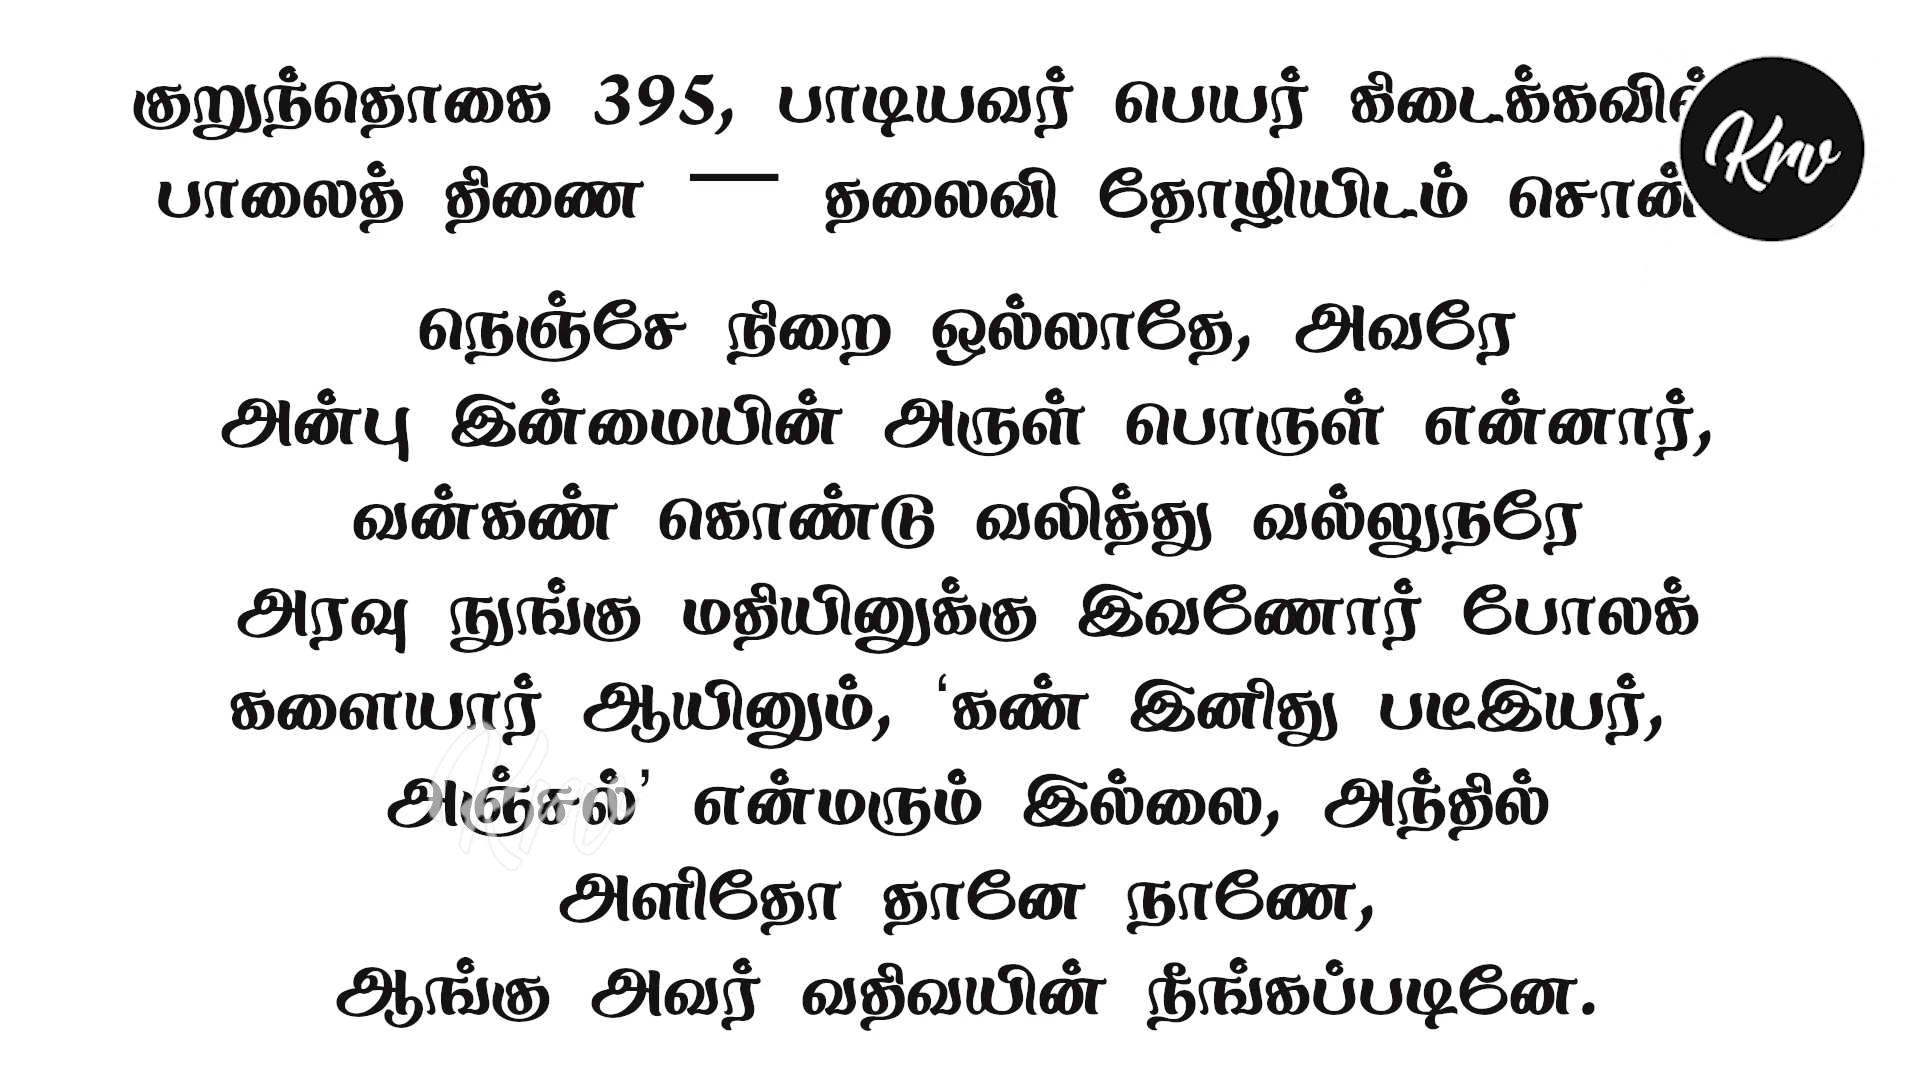 குறுந்தொகை 395, பாடியவர் பெயர் கிடைக்கவி
பாலைத் திணை – தலைவி தோழியிடம் சொன்
Krv
நெஞ்சே நிறை ஒல்லாதே, அவரே
அன்பு இன்மையின் அருள் பொருள் என்னார்,
வன்கண் கொண்டு வலித்து வல்லுநரே
அரவு நுங்கு மதியினுக்கு இவணோர் போலக்
களையார் ஆயினும், ‘கண் இனிது படீஇயர்,
அஞ்சல்’ என்மரும் இல்லை, அந்தில்
அளிதோ தானே நாணே,
ஆங்கு அவர் வதிவயின் நீங்கப்படினே.
Krv